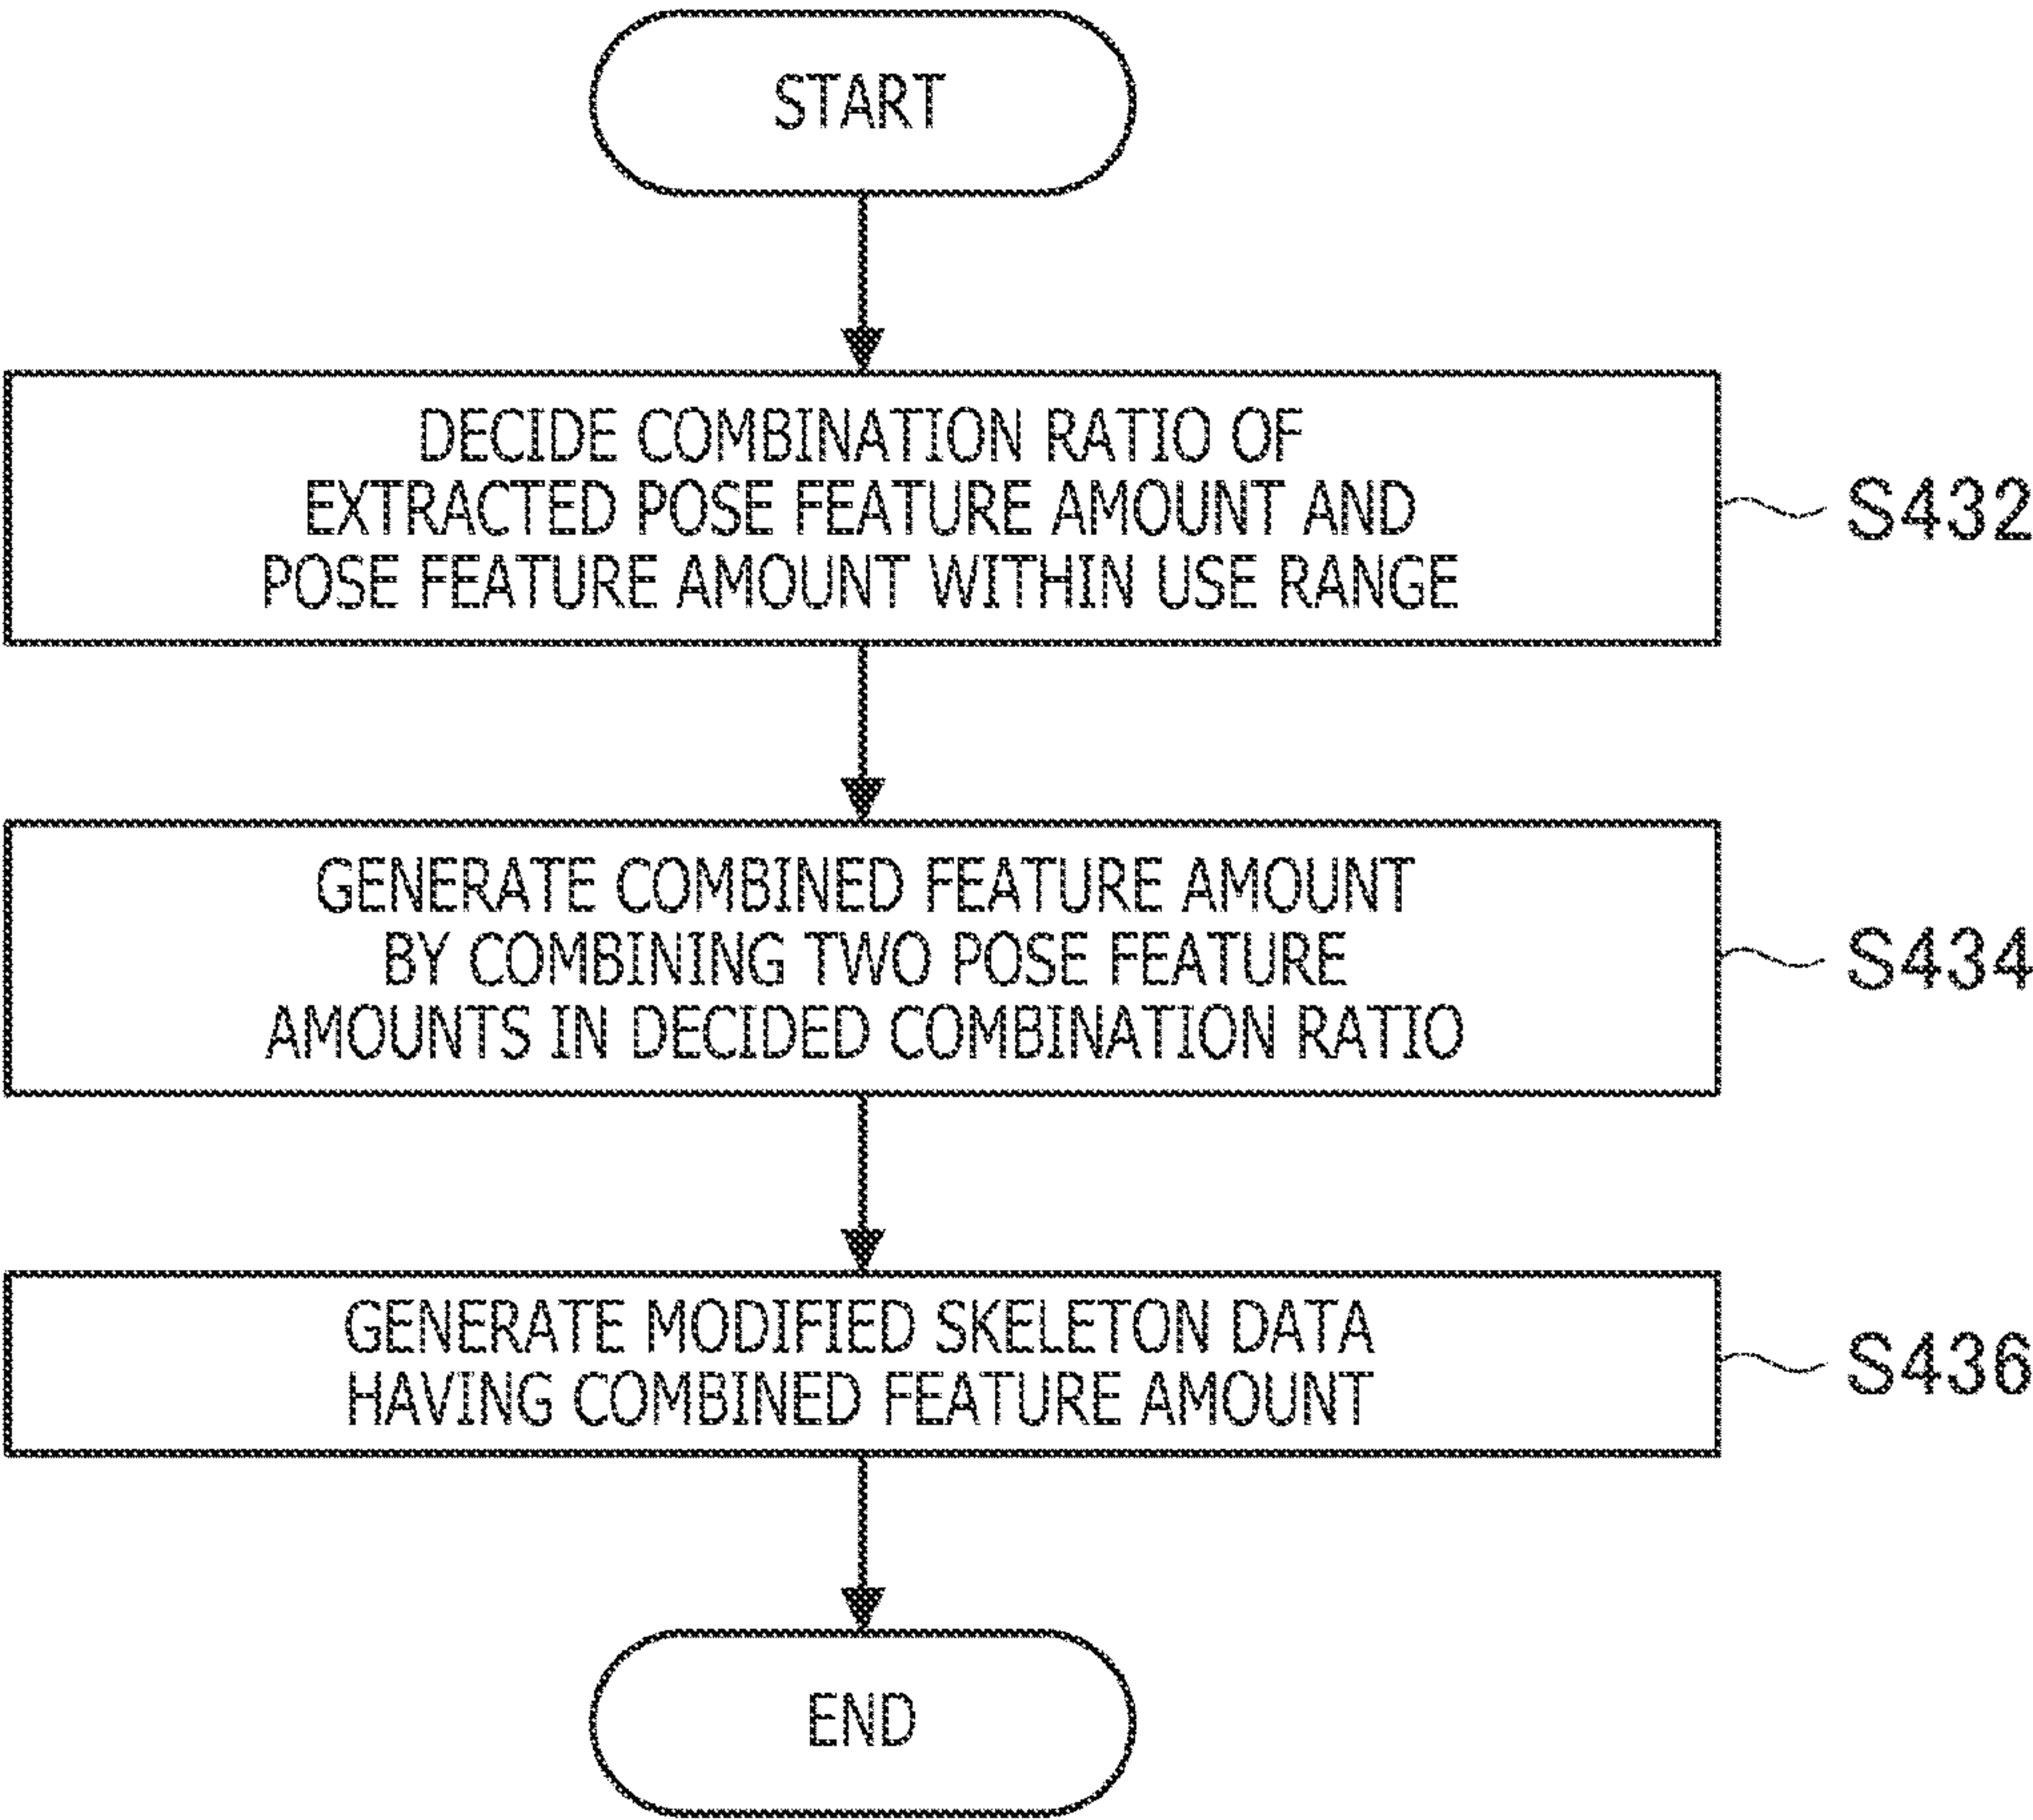 START
DECIDE COMBINATION RATIO OF
EXTRACTED POSE FEATURE AMOUNT AND
POSE FEATURE AMOUNT WITHIN USE RANGE
S432
GENERATE COMBINED FEATURE AMOUNT
BY COMBINING TWO POSE FEATURE
AMOUNTS IN DECIDED COMBINATION RATIO
S434
GENERATE MODIFIED SKELETON DATA
HAVING COMBINED FEATURE AMOUNT
S436
END